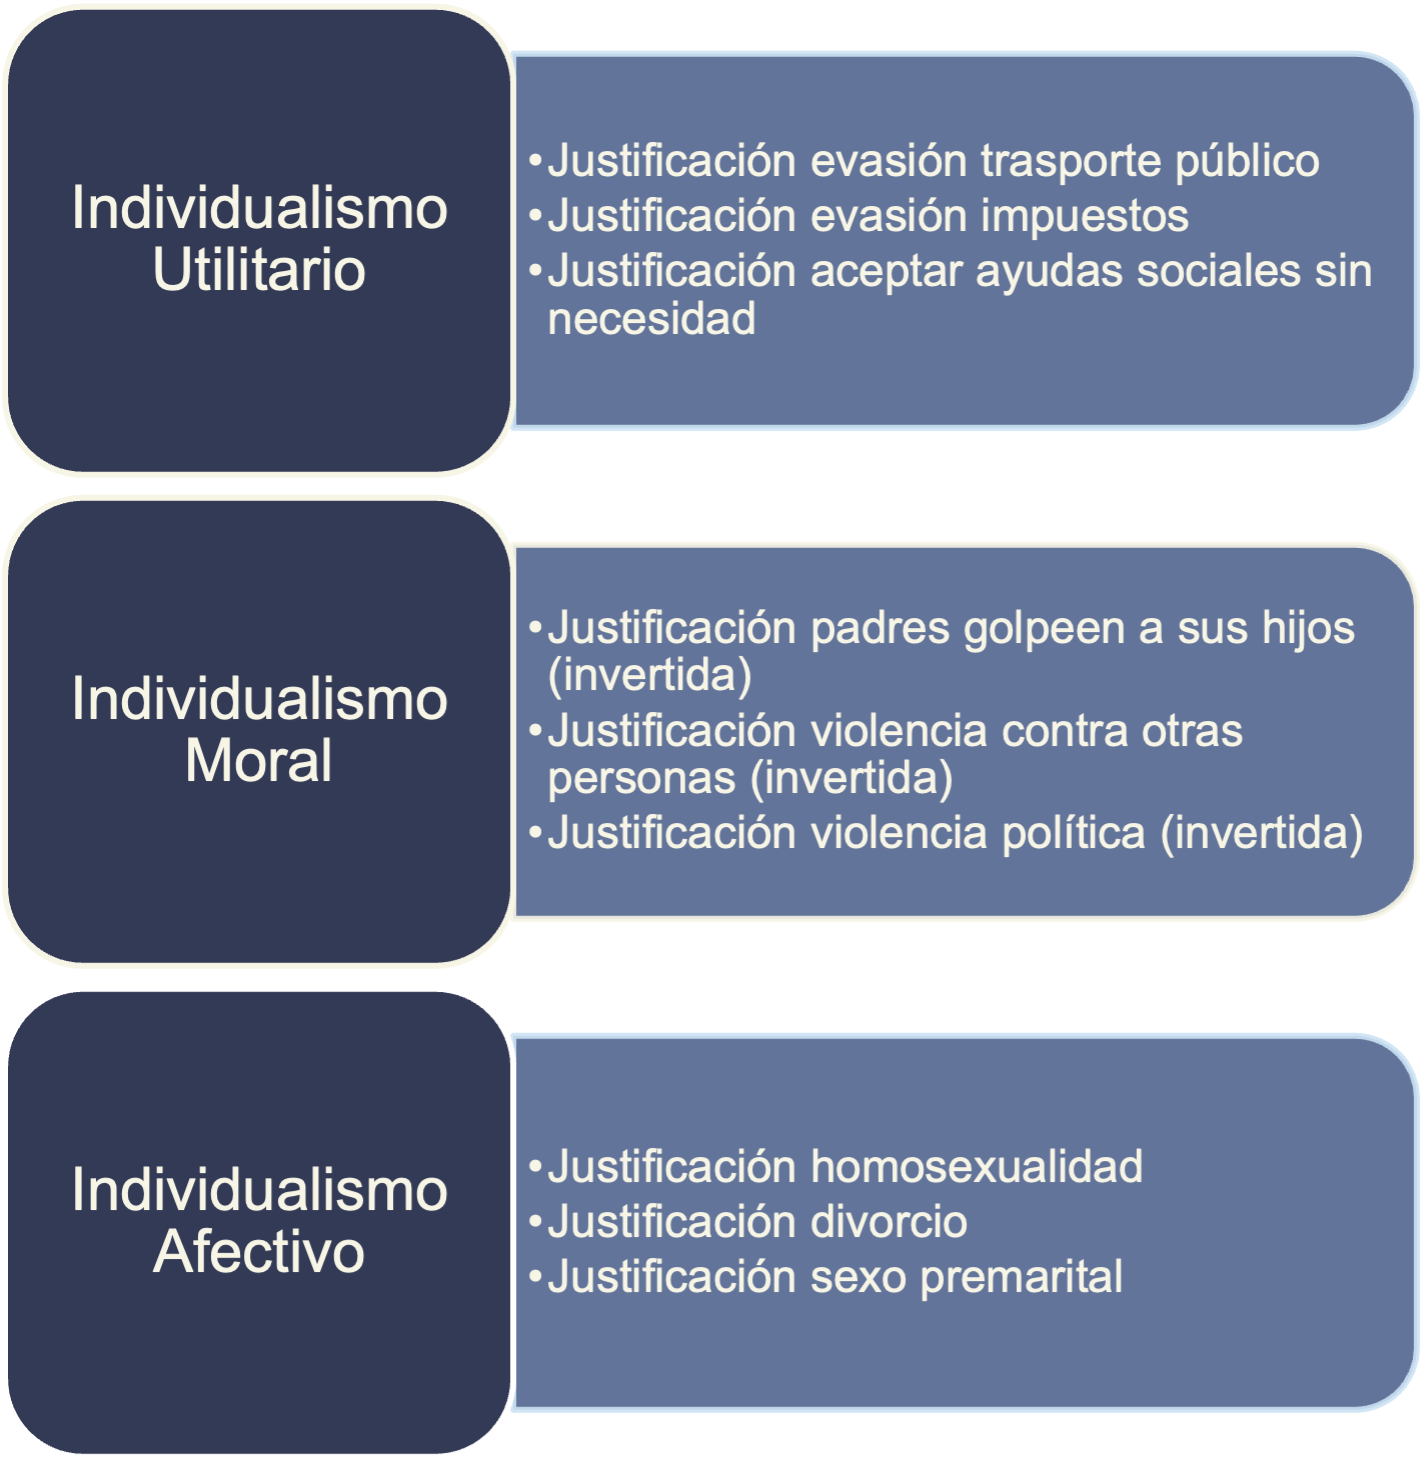 Individualismo
Utilitario
•Justificación evasión trasporte público
•Justificación evasión impuestos
•Justificación aceptar ayudas sociales sin
necesidad
Individualismo
Moral
•Justificación padres golpeen a sus hijos
(invertida)
•Justificación violencia contra otras
personas (invertida)
•Justificación violencia política (invertida)
Individualismo
Afectivo
•Justificación homosexualidad
•Justificación divorcio
•Justificación sexo premarital